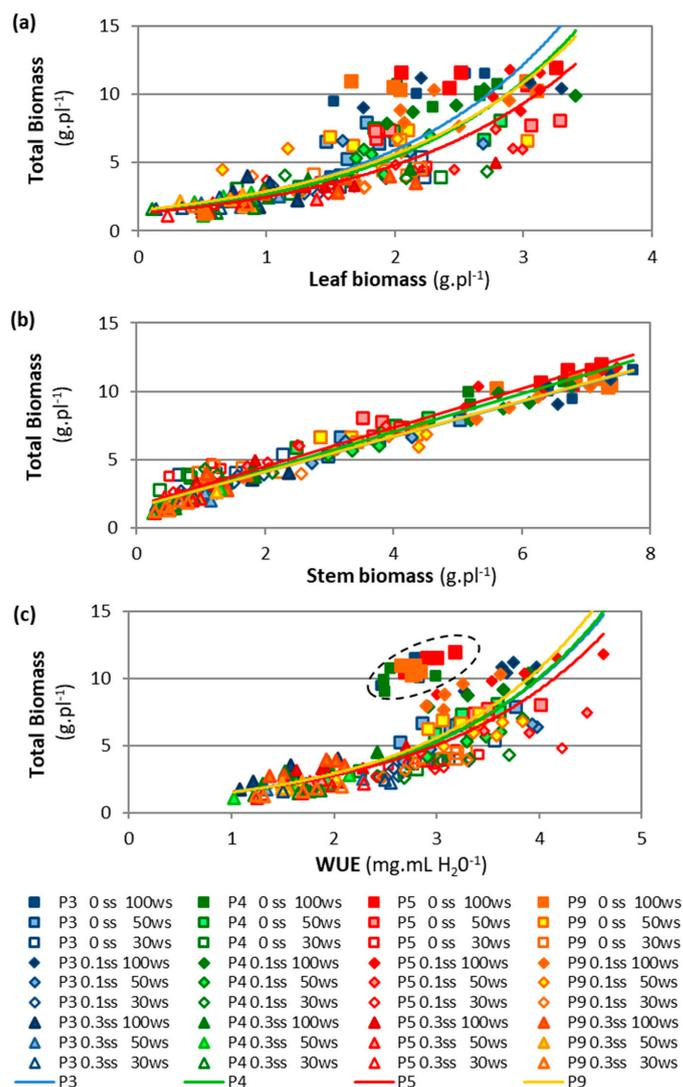 (a)
15
10
5
0
Total Biomass
(g.pl-1)
0 1 2 3 4
Leaf biomass (g.pl-1)
(b)
15
10
5
0
Total Biomass
(g.pl-1)
0 2 4 6 8
Stem biomass (g.pl-1)
(c)
15
10
5
0
Total Biomass
(g.pl-1)
0 1 2 3 4 5
WUE (mg.mL H20-1)
P3 0 ss 100ws P4 0 ss 100ws P5 0 ss 100ws P9 0 ss 100ws
P3 0 ss 50ws P4 0 ss 50ws P5 0 ss 50ws P9 0 ss 50ws
P3 0 ss 30ws P4 0 ss 30ws P5 0 ss 30ws P9 0 ss 30ws
P3 0.1ss 100ws P4 0.1ss 100ws P5 0.1ss 100ws P9 0.1ss 100ws
P3 0.1ss 50ws P4 0.1ss 50ws P5 0.1ss 50ws P9 0.1ss 50ws
P3 0.1ss 30ws P4 0.1ss 30ws P5 0.1ss 30ws P9 0.1ss 30ws
P3 0.3ss 100ws P4 0.3ss 100ws P5 0.3ss 100ws P9 0.3ss 100ws
P3 0.3ss 50ws P4 0.3ss 50ws P5 0.3ss 50ws P9 0.3ss 50ws
P3 0.3ss 30ws P4 0.3ss 30ws P5 0.3ss 30ws P9 0.3ss 30ws
P3 P4 P5 P9